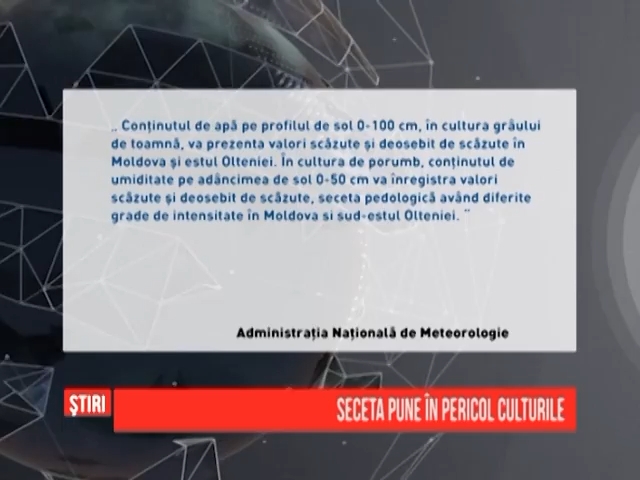 „ Conținutul de apă pe profilul de sol 0-100 cm, în cultura grâului
de toamnă, va prezenta valori scăzute și deosebit de scăzute în
Moldova și estul Olteniei. În cultura de porumb, conținutul de
umiditate pe adâncimea de sol 0-50 cm va înregistra valori
scăzute și deosebit de scăzute, seceta pedologică având diferite
grade de intensitate în Moldova si sud-estul Olteniei. ”
Administrația Națională de Meteorologie
ȘTIRI
SECETA PUNE ÎN PERICOL CULTURILE